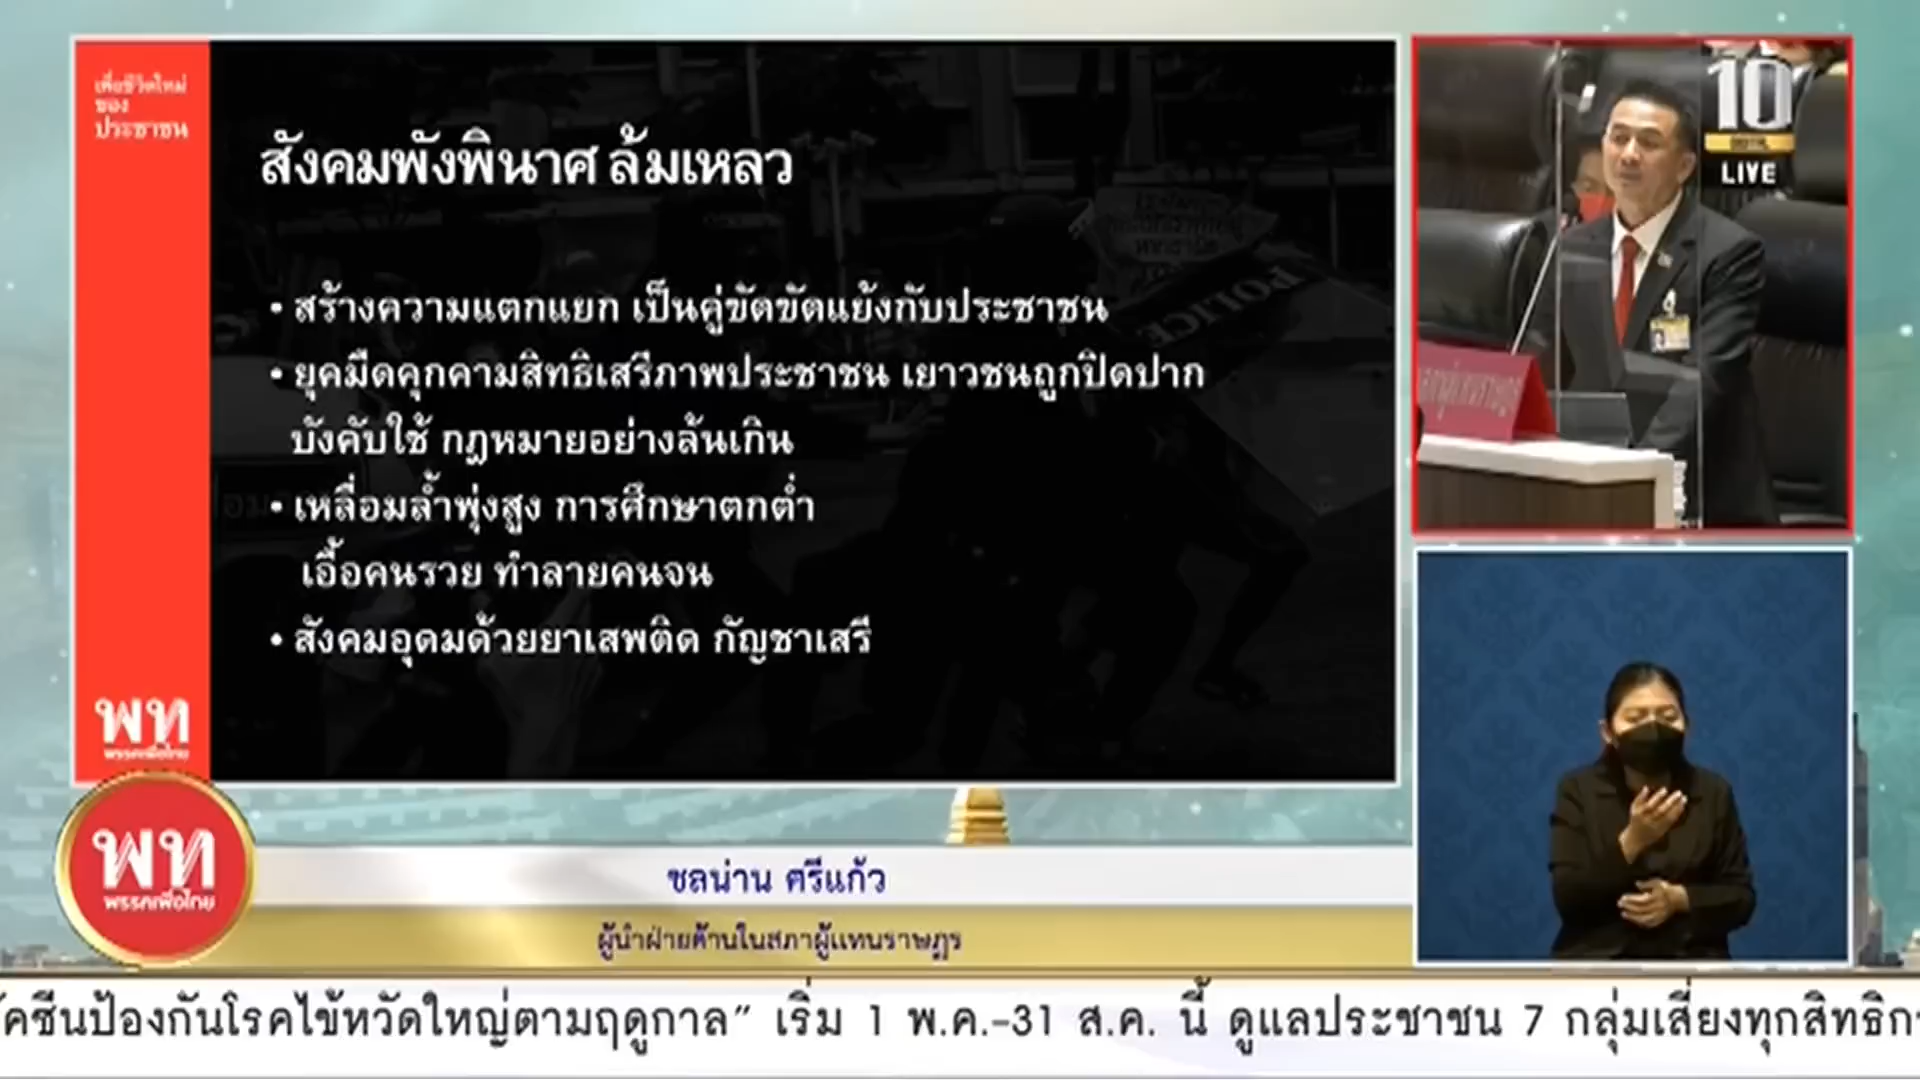 เพื่อชีวิตใหม่
ของ
ประชาชน
สังคมพังพินาศ ล้มเหลว
• สร้างความแตกแยก เป็นคู่ขัดขัดแย้งกับประชาชน
• ยุคมืดคุกคามสิทธิเสรีภาพประชาชน เยาวชนถูกปิดปาก
บังคับใช้ กฎหมายอย่างล้นเกิน
• เหลื่อมล้ำพุ่งสูง การศึกษาตกต่ำ
เอื้อคนรวย ทำลายคนจน
• สังคมอุดมด้วยยาเสพติด กัญชาเสรี
POLICE
พท
พรรคเพื่อไทย
10
LIVE
พท
พรรคเพื่อไทย
ชลน่าน ศรีแก้ว
ผู้นำฝ่ายค้านในสภาผู้แทนราษฎร
คซีนป้องกันโรคไข้หวัดใหญ่ตามฤดูกาล” เริ่ม 1 พ.ค.-31 ส.ค. นี้ ดูแลประชาชน 7 กลุ่มเสี่ยงทุกสิทธิ